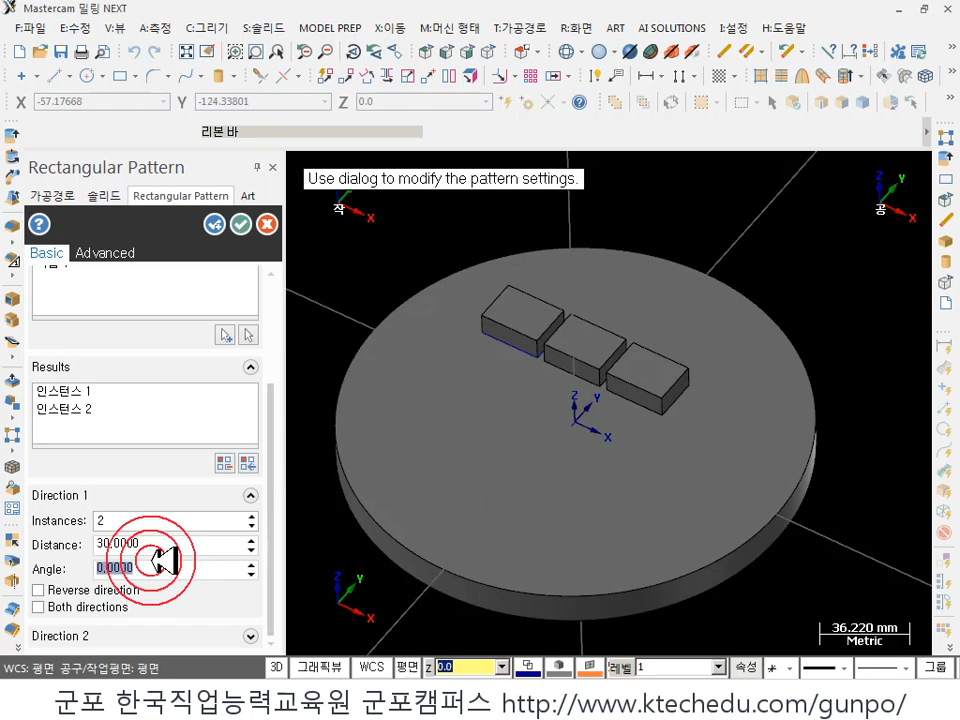 Mastercam 밀링 NEXT
F:파일 E:수정 V:뷰 A:측정 C:그리기 S:솔리드 MODEL PREP X:이동 M:머신 형태 T:가공경로 R:화면 ART AI SOLUTIONS I:설정 H:도움말
X -57.17668 Y -124.33801 Z 0.0
리본 바
Rectangular Pattern
Use dialog to modify the pattern settings.
가공경로 솔리드 Rectangular Pattern Art
작 X
Z Y 공 X
Basic Advanced
Results
인스턴스 1
인스턴스 2
Z Y X
Direction 1
Instances: 2
Distance: 30.0000
Angle: 0.0000
Reverse direction
Both directions
Z Y X
Direction 2
36.220 mm
Metric
WCS: 평면 공구/작업평면: 평면 3D 그래픽뷰 WCS 평면 Z 0.0 레벨 1 속성 그룹
군포 한국직업능력교육원 군포캠퍼스 http://www.ktechedu.com/gunpo/